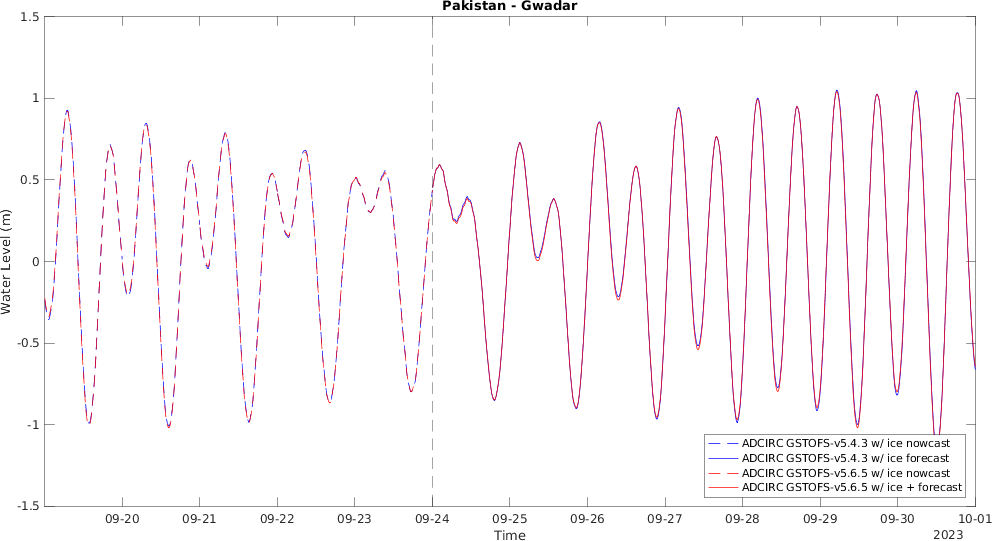 Pakistan - Gwadar
1.5
1
0.5
0
-0.5
-1
-1.5
Water Level (m)
ADCIRC GSTOFS-v5.4.3 w/ ice nowcast
ADCIRC GSTOFS-v5.4.3 w/ ice forecast
ADCIRC GSTOFS-v5.6.5 w/ ice nowcast
ADCIRC GSTOFS-v5.6.5 w/ ice + forecast
09-20 09-21 09-22 09-23 09-24 09-25 09-26 09-27 09-28 09-29 09-30 10-01
Time
2023